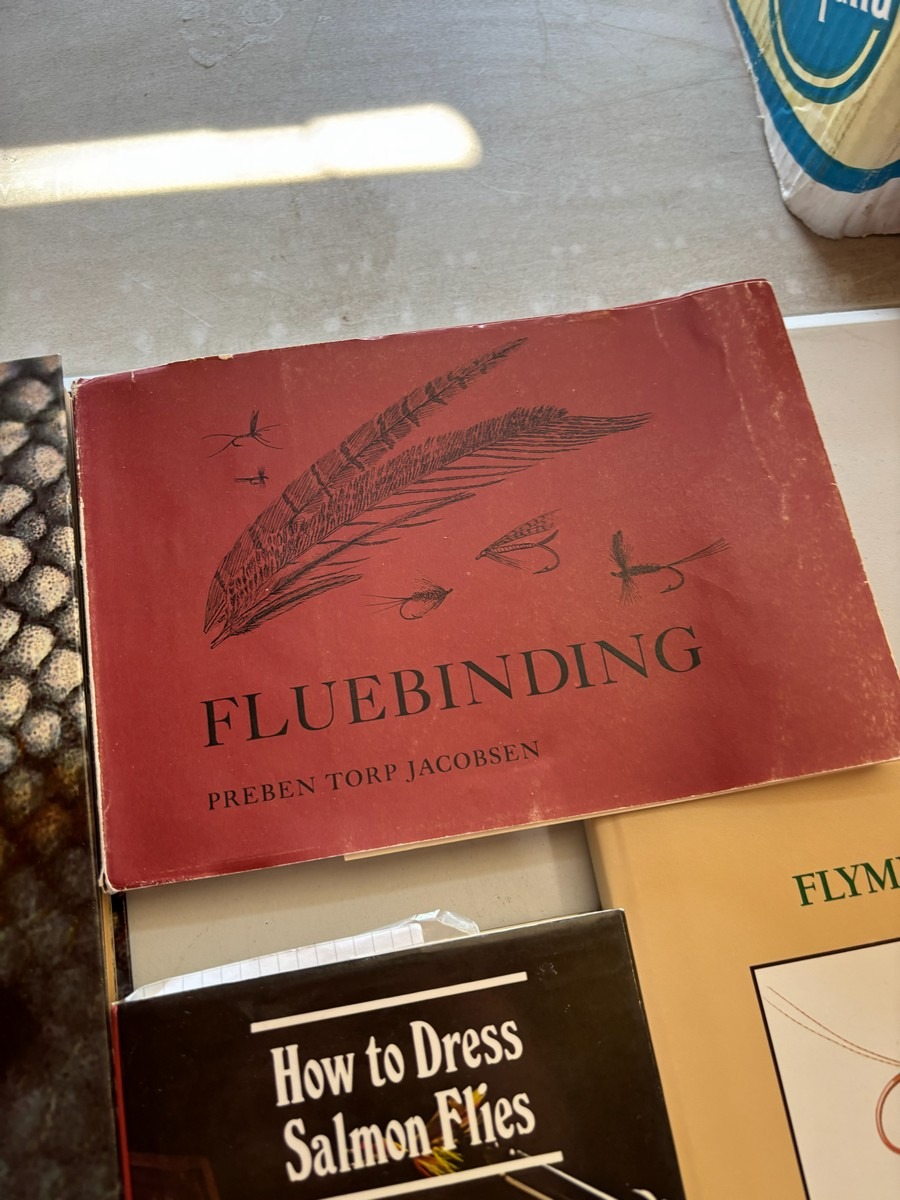 FLUEBINDING
PREBEN TORP JACOBSEN
How to Dress
Salmon Flies